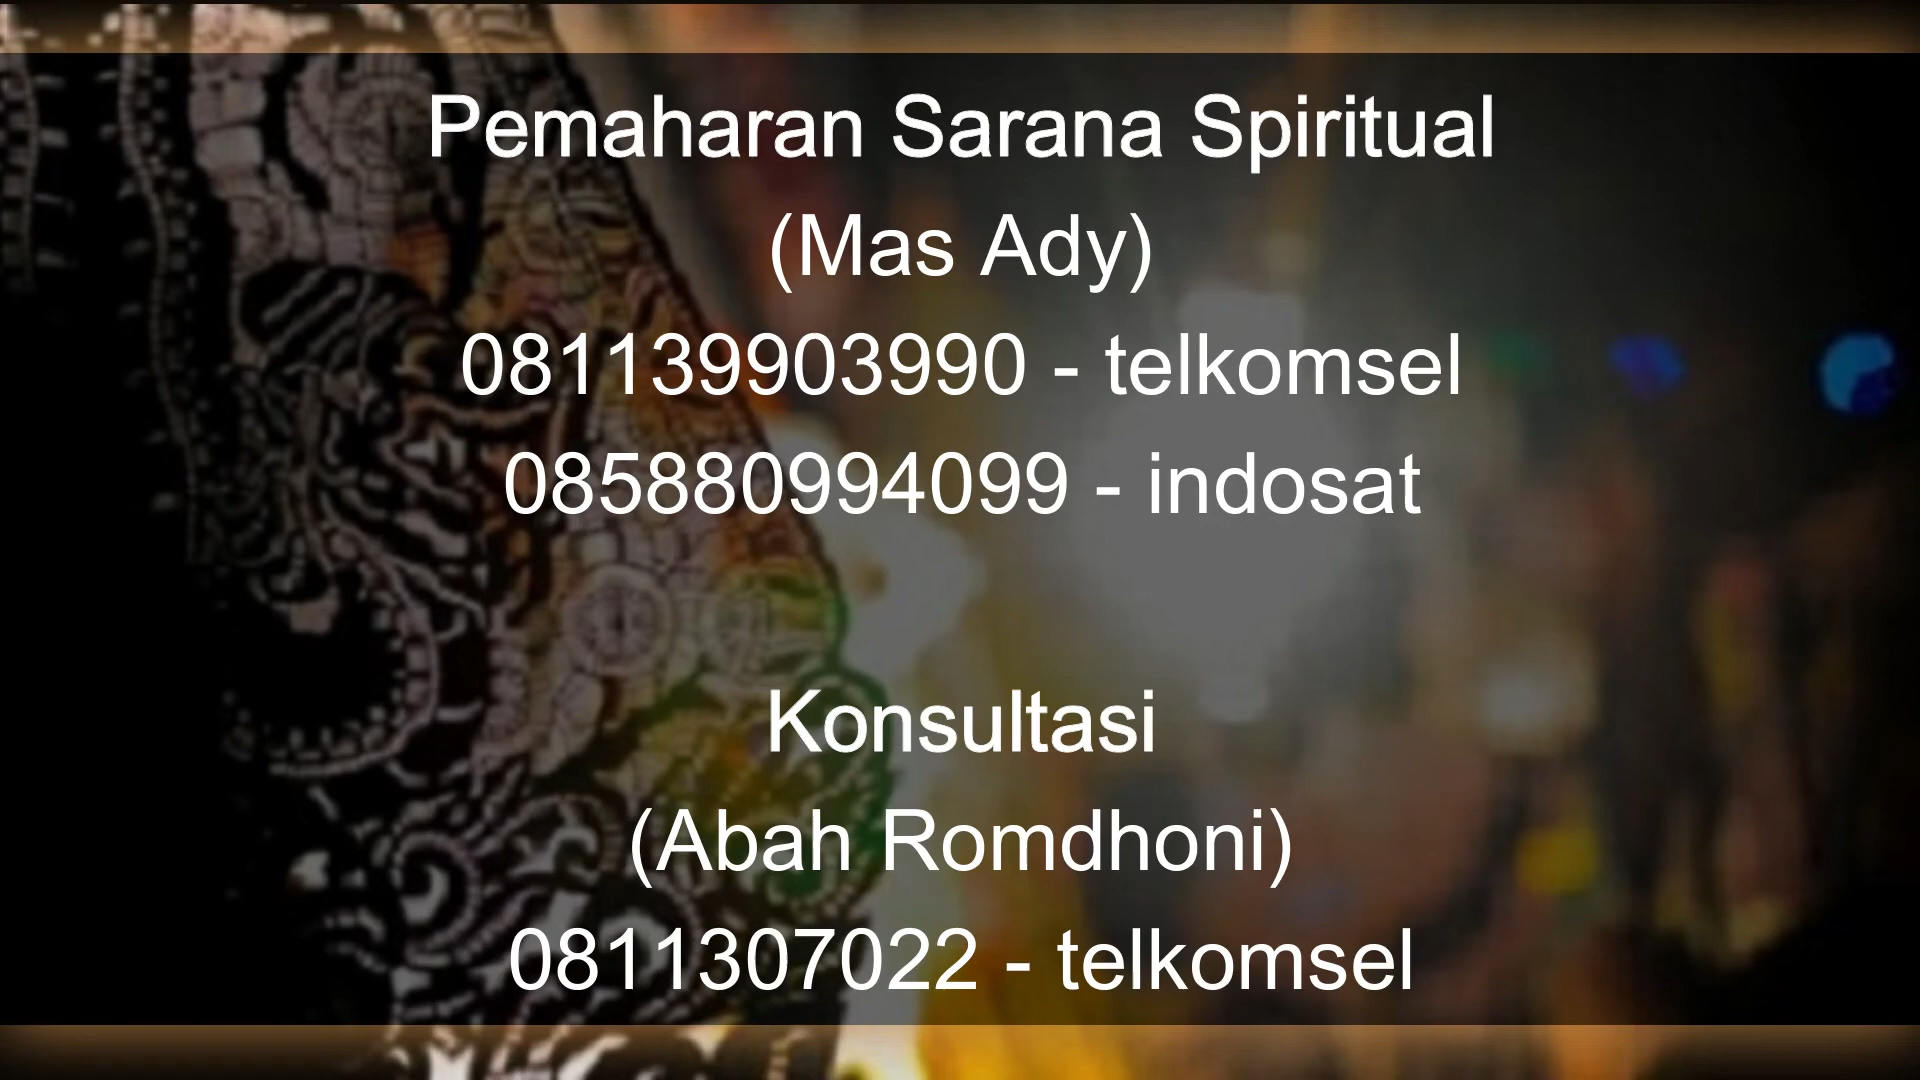 Pemaharan Sarana Spiritual
(Mas Ady)
081139903990 - telkomsel
085880994099 - indosat
Konsultasi
(Abah Romdhoni)
0811307022 - telkomsel